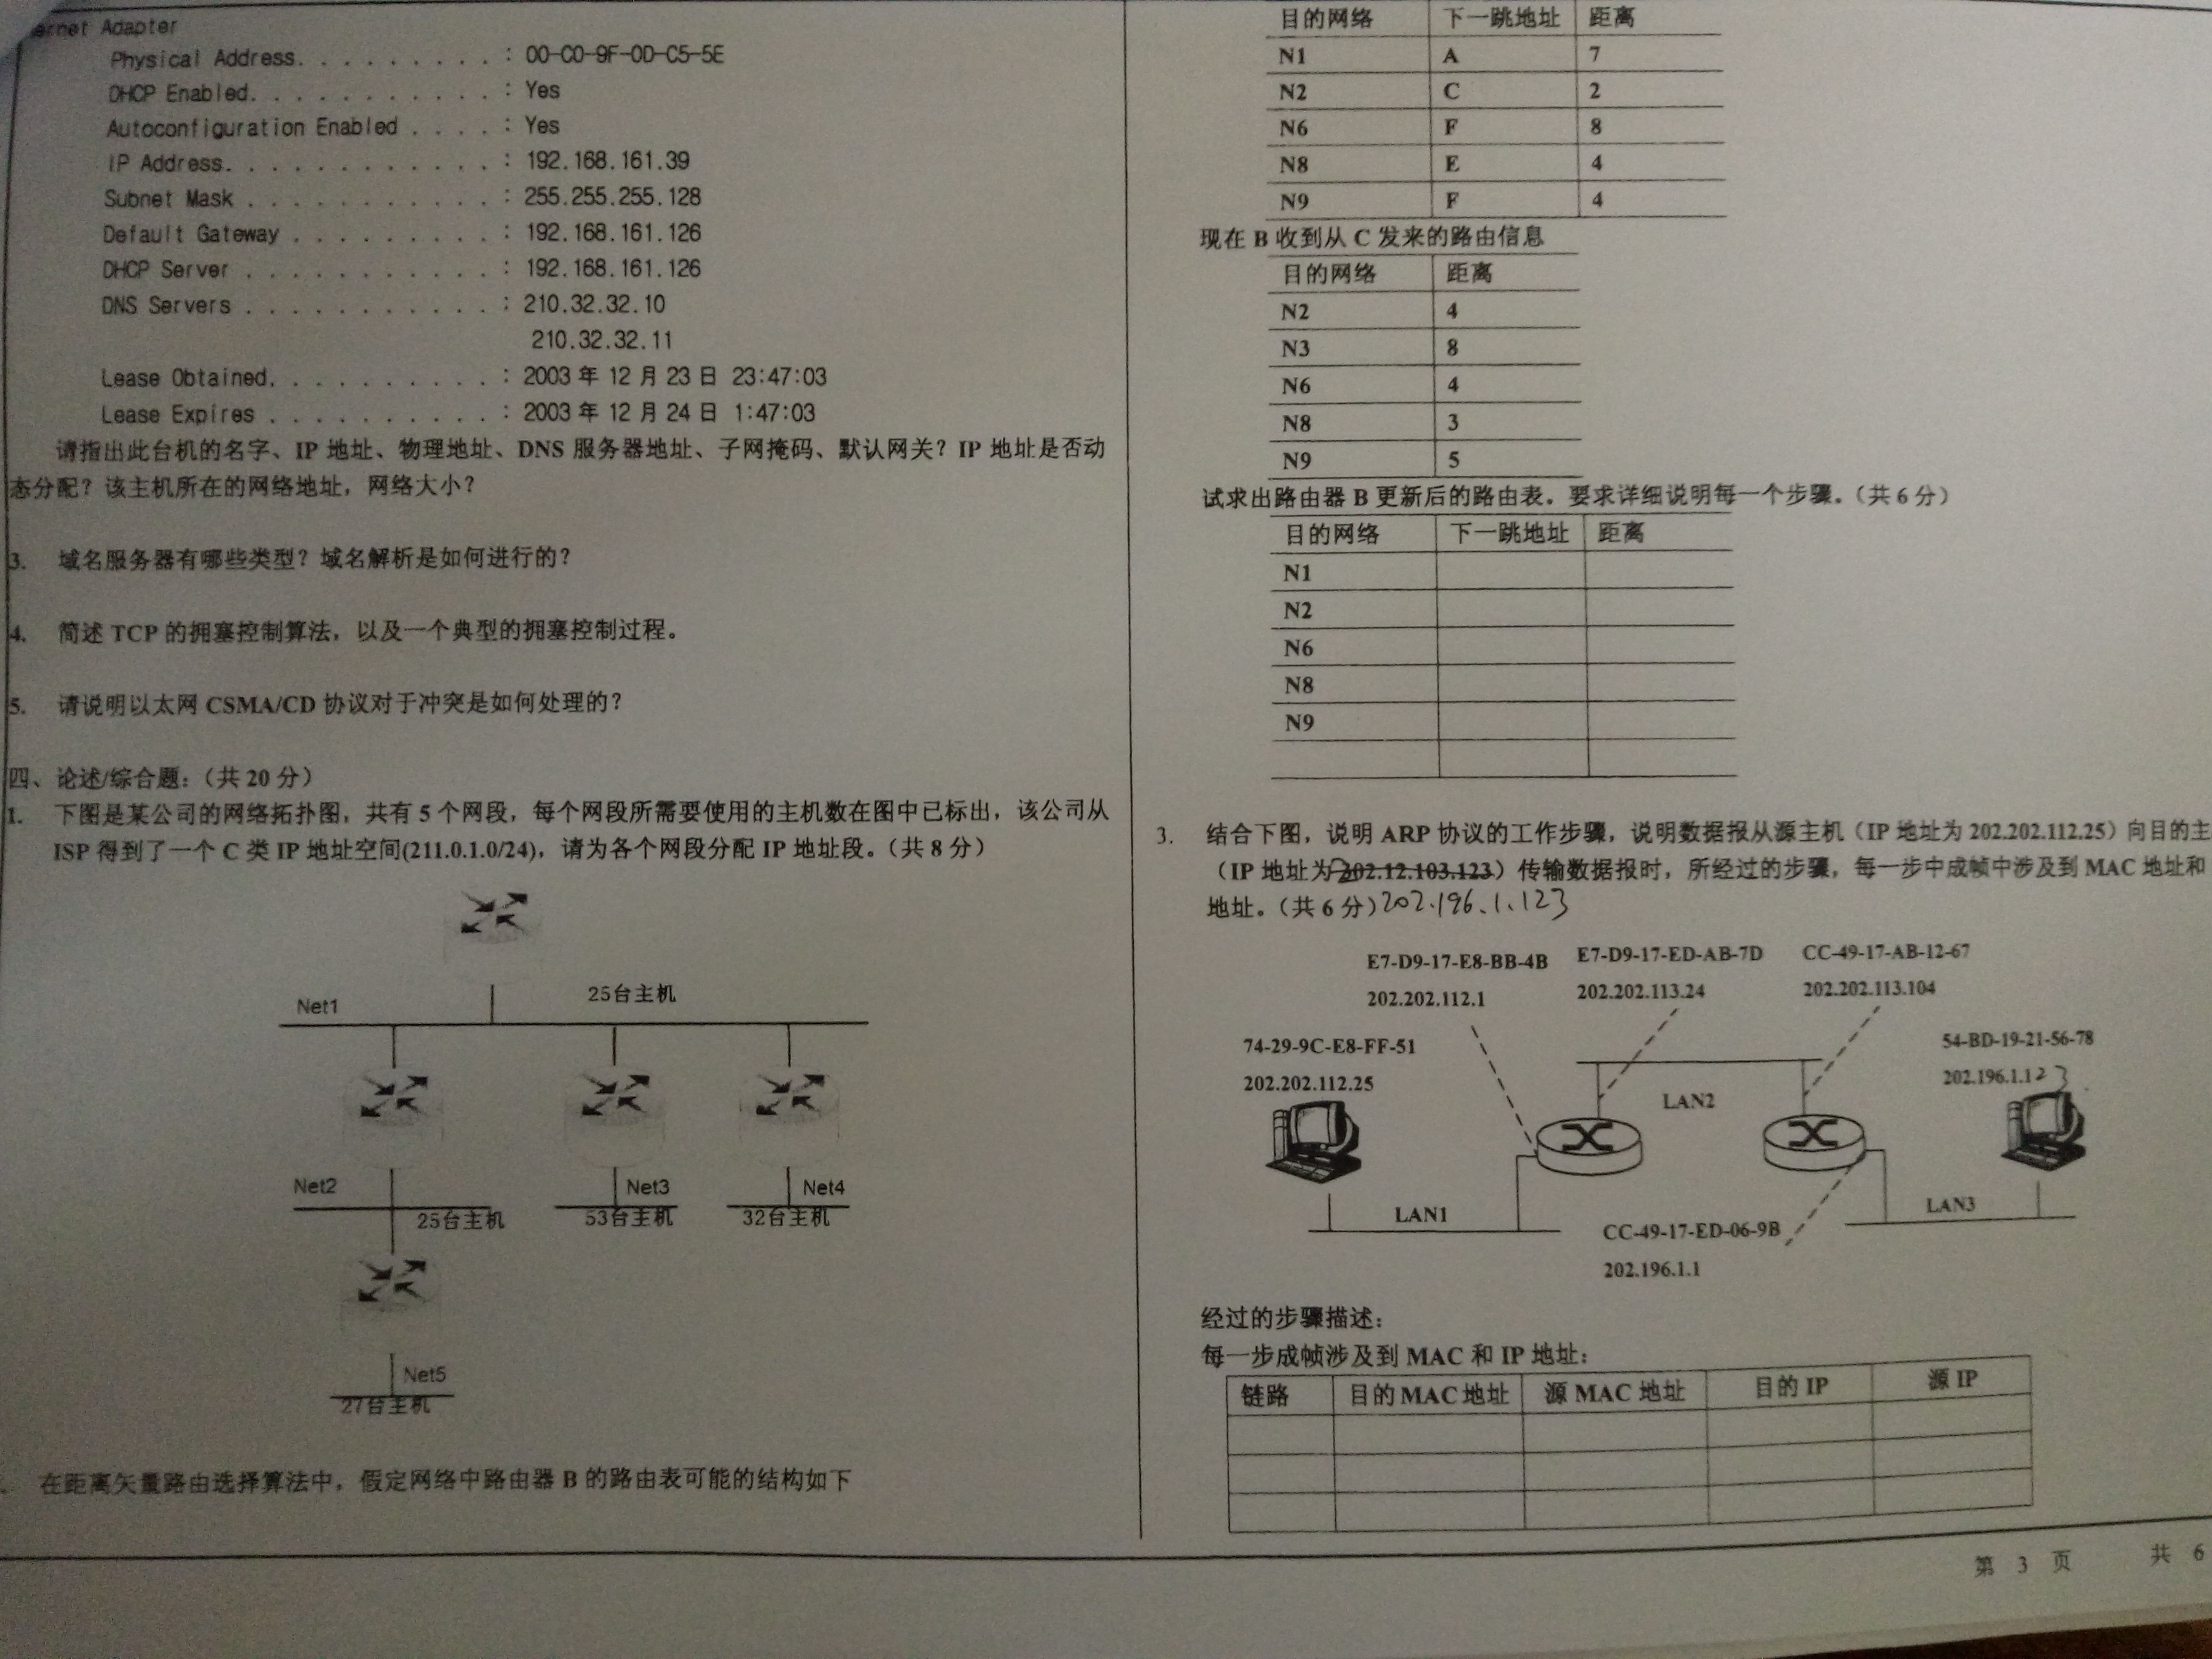 Adapter
Physical Address. . . . . . . . . : 00-C0-9F-0D-C5-5E
DHCP Enabled. . . . . . . . . . . : Yes
Autoconfiguration Enabled . . . . : Yes
IP Address. . . . . . . . . . . . : 192.168.161.39
Subnet Mask . . . . . . . . . . . : 255.255.255.128
Default Gateway . . . . . . . . . : 192.168.161.126
DHCP Server . . . . . . . . . . . : 192.168.161.126
DNS Servers . . . . . . . . . . . : 210.32.32.10
210.32.32.11
Lease Obtained. . . . . . . . . . : 2003 年 12 月 23 日 23:47:03
Lease Expires . . . . . . . . . . : 2003 年 12 月 24 日 1:47:03
请指出此台机的名字、IP 地址、物理地址、DNS 服务器地址、子网掩码、默认网关？IP 地址是否动
态分配？该主机所在的网络地址，网络大小？
3. 域名服务器有哪些类型？域名解析是如何进行的？
4. 简述 TCP 的拥塞控制算法，以及一个典型的拥塞控制过程。
5. 请说明以太网 CSMA/CD 协议对于冲突是如何处理的？
四、论述/综合题：（共 20 分）
1. 下图是某公司的网络拓扑图，共有 5 个网段，每个网段所需要使用的主机数在图中已标出，该公司从
ISP 得到了一个 C 类 IP 地址空间(211.0.1.0/24)，请为各个网段分配 IP 地址段。（共 8 分）
Net1 25台主机
Net2 Net3 Net4
25台主机 53台主机 32台主机
Net5
27台主机
在距离矢量路由选择算法中，假定网络中路由器 B 的路由表可能的结构如下
目的网络 下一跳地址 距离
N1 A 7
N2 C 2
N6 F 8
N8 E 4
N9 F 4
现在 B 收到从 C 发来的路由信息
目的网络 距离
N2 4
N3 8
N6 4
N8 3
N9 5
试求出路由器 B 更新后的路由表。要求详细说明每一个步骤。（共 6 分）
目的网络 下一跳地址 距离
N1
N2
N6
N8
N9
3. 结合下图，说明 ARP 协议的工作步骤，说明数据报从源主机（IP 地址为 202.202.112.25）向目的主
（IP 地址为 202.12.103.123）传输数据报时，所经过的步骤，每一步中成帧中涉及到 MAC 地址和
地址。（共 6 分）202.196.1.123
E7-D9-17-E8-BB-4B E7-D9-17-ED-AB-7D CC-49-17-AB-12-67
202.202.112.1 202.202.113.24 202.202.113.104
74-29-9C-E8-FF-51 54-BD-19-21-56-78
202.202.112.25 202.196.1.123
LAN2
LAN1 LAN3
CC-49-17-ED-06-9B
202.196.1.1
经过的步骤描述：
每一步成帧涉及到 MAC 和 IP 地址：
链路 目的 MAC 地址 源 MAC 地址 目的 IP 源 IP
第 3 页 共 6